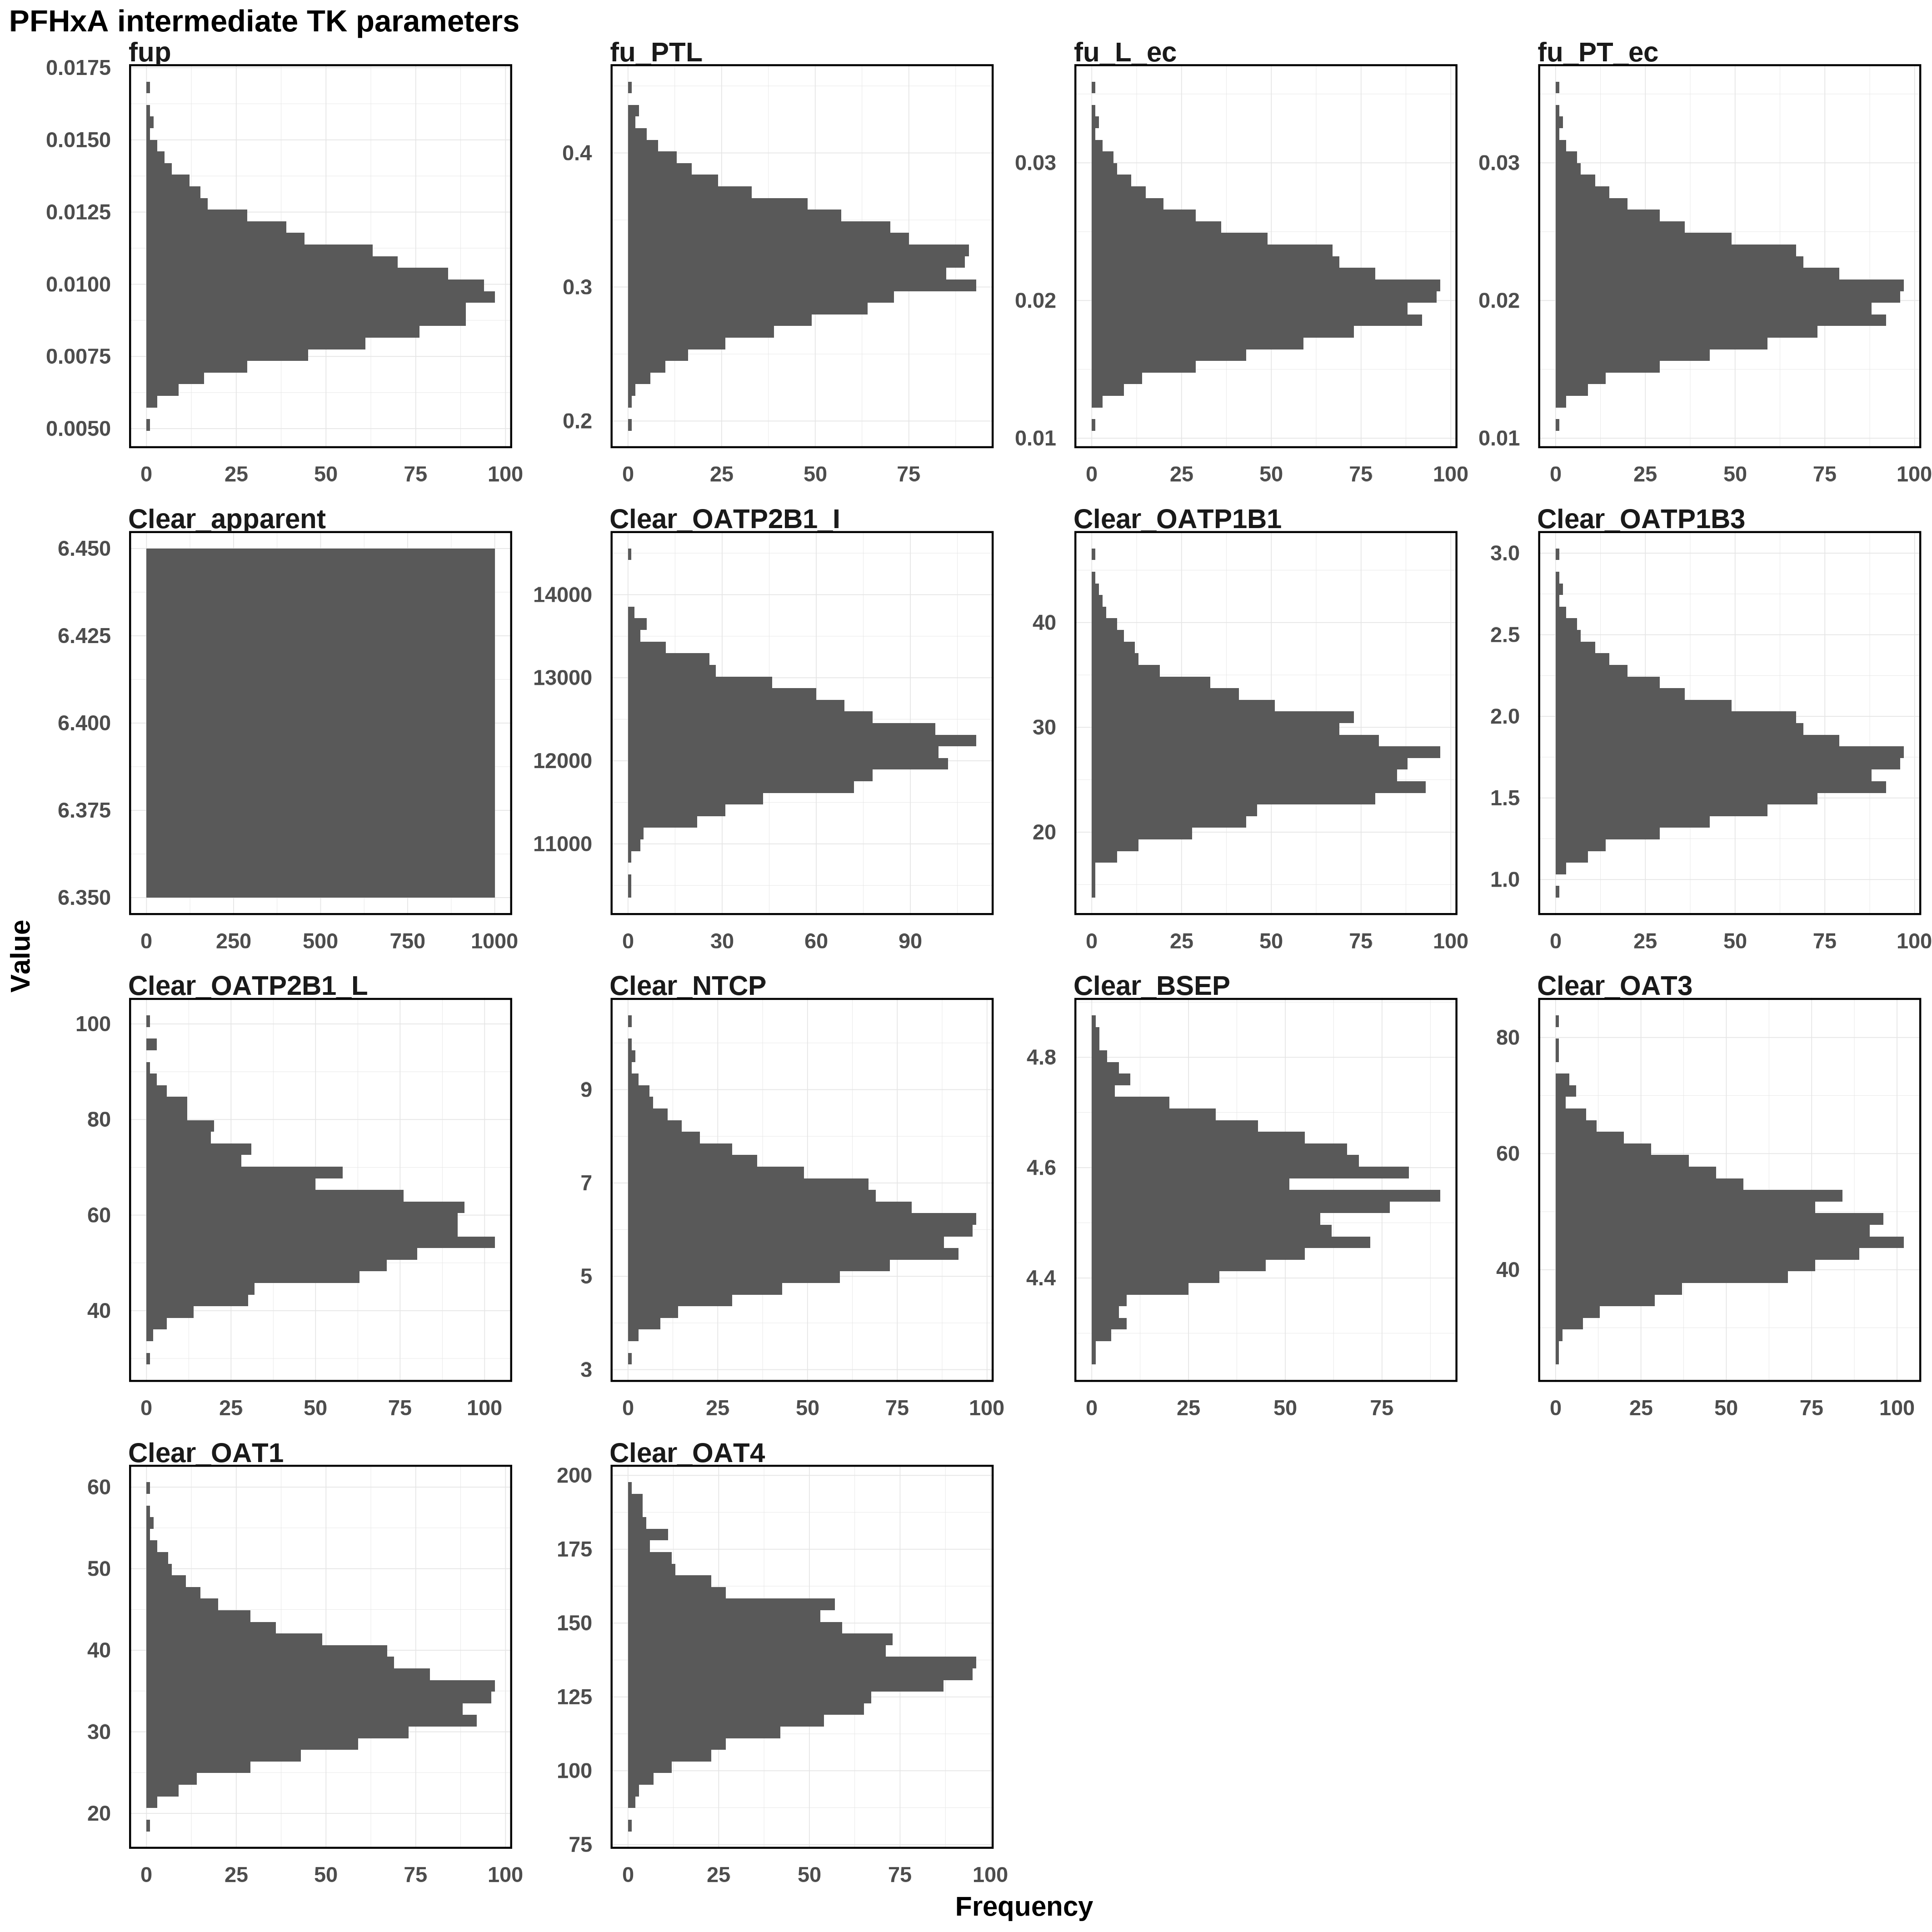 PFHxA intermediate TK parameters
fup
fu_PTL
fu_L_ec
fu_PT_ec
0.0175
0.0150
0.0125
0.0100
0.0075
0.0050
0.4
0.3
0.2
0.03
0.02
0.01
0.03
0.02
0.01
0 25 50 75 100
0 25 50 75
0 25 50 75 100
0 25 50 75 100
Clear_apparent
Clear_OATP2B1_I
Clear_OATP1B1
Clear_OATP1B3
6.450
6.425
6.400
6.375
6.350
14000
13000
12000
11000
40
30
20
3.0
2.5
2.0
1.5
1.0
0 250 500 750 1000
0 30 60 90
0 25 50 75 100
0 25 50 75 100
Value
Clear_OATP2B1_L
Clear_NTCP
Clear_BSEP
Clear_OAT3
100
80
60
40
9
7
5
3
4.8
4.6
4.4
80
60
40
0 25 50 75 100
0 25 50 75 100
0 25 50 75
0 25 50 75 100
Clear_OAT1
Clear_OAT4
60
50
40
30
20
200
175
150
125
100
75
0 25 50 75 100
0 25 50 75 100
Frequency